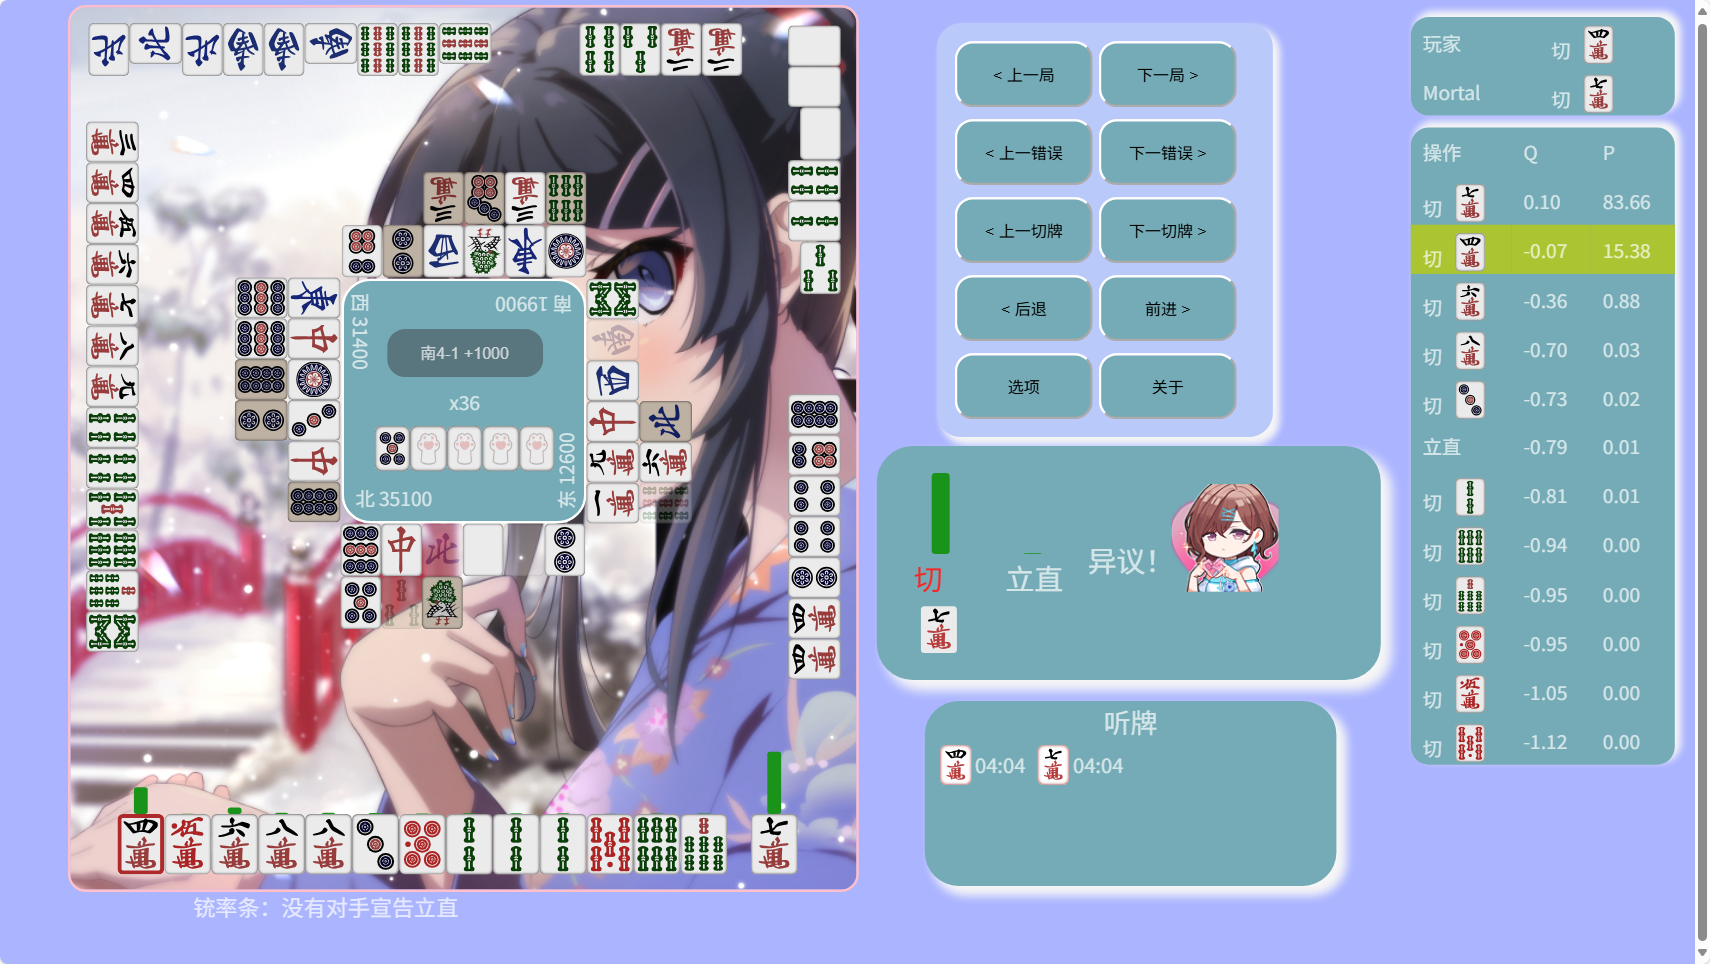 西 31400
南 19900
南4-1 +1000
x36
北 35100
东 12600
铳率条：没有对手宣告立直
< 上一局
下一局 >
< 上一错误
下一错误 >
< 上一切牌
下一切牌 >
< 后退
前进 >
选项
关于
切
立直
异议！
听牌
04:04
04:04
玩家
切
Mortal
切
操作 Q P
切 0.10 83.66
切 -0.07 15.38
切 -0.36 0.88
切 -0.70 0.03
切 -0.73 0.02
立直 -0.79 0.01
切 -0.81 0.01
切 -0.94 0.00
切 -0.95 0.00
切 -0.95 0.00
切 -1.05 0.00
切 -1.12 0.00